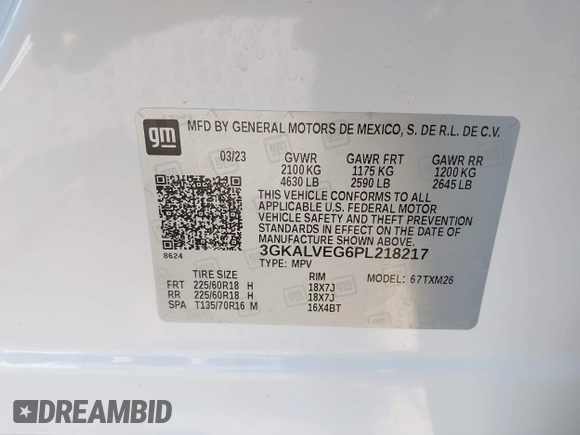 gm
MFD BY GENERAL MOTORS DE MEXICO, S. DE R.L. DE C.V.
03/23 GVWR GAWR FRT GAWR RR
2100 KG 1175 KG 1200 KG
4630 LB 2590 LB 2645 LB
THIS VEHICLE CONFORMS TO ALL
APPLICABLE U.S. FEDERAL MOTOR
VEHICLE SAFETY AND THEFT PREVENTION
STANDARDS IN EFFECT ON THE DATE OF
MANUFACTURE SHOWN ABOVE.
8624 3GKALVEG6PL218217
TYPE: MPV MODEL: 67TXM26
TIRE SIZE RIM
FRT 225/60R18 H 18X7J
RR 225/60R18 H 18X7J
SPA T135/70R16 M 16X4BT
DREAMBID